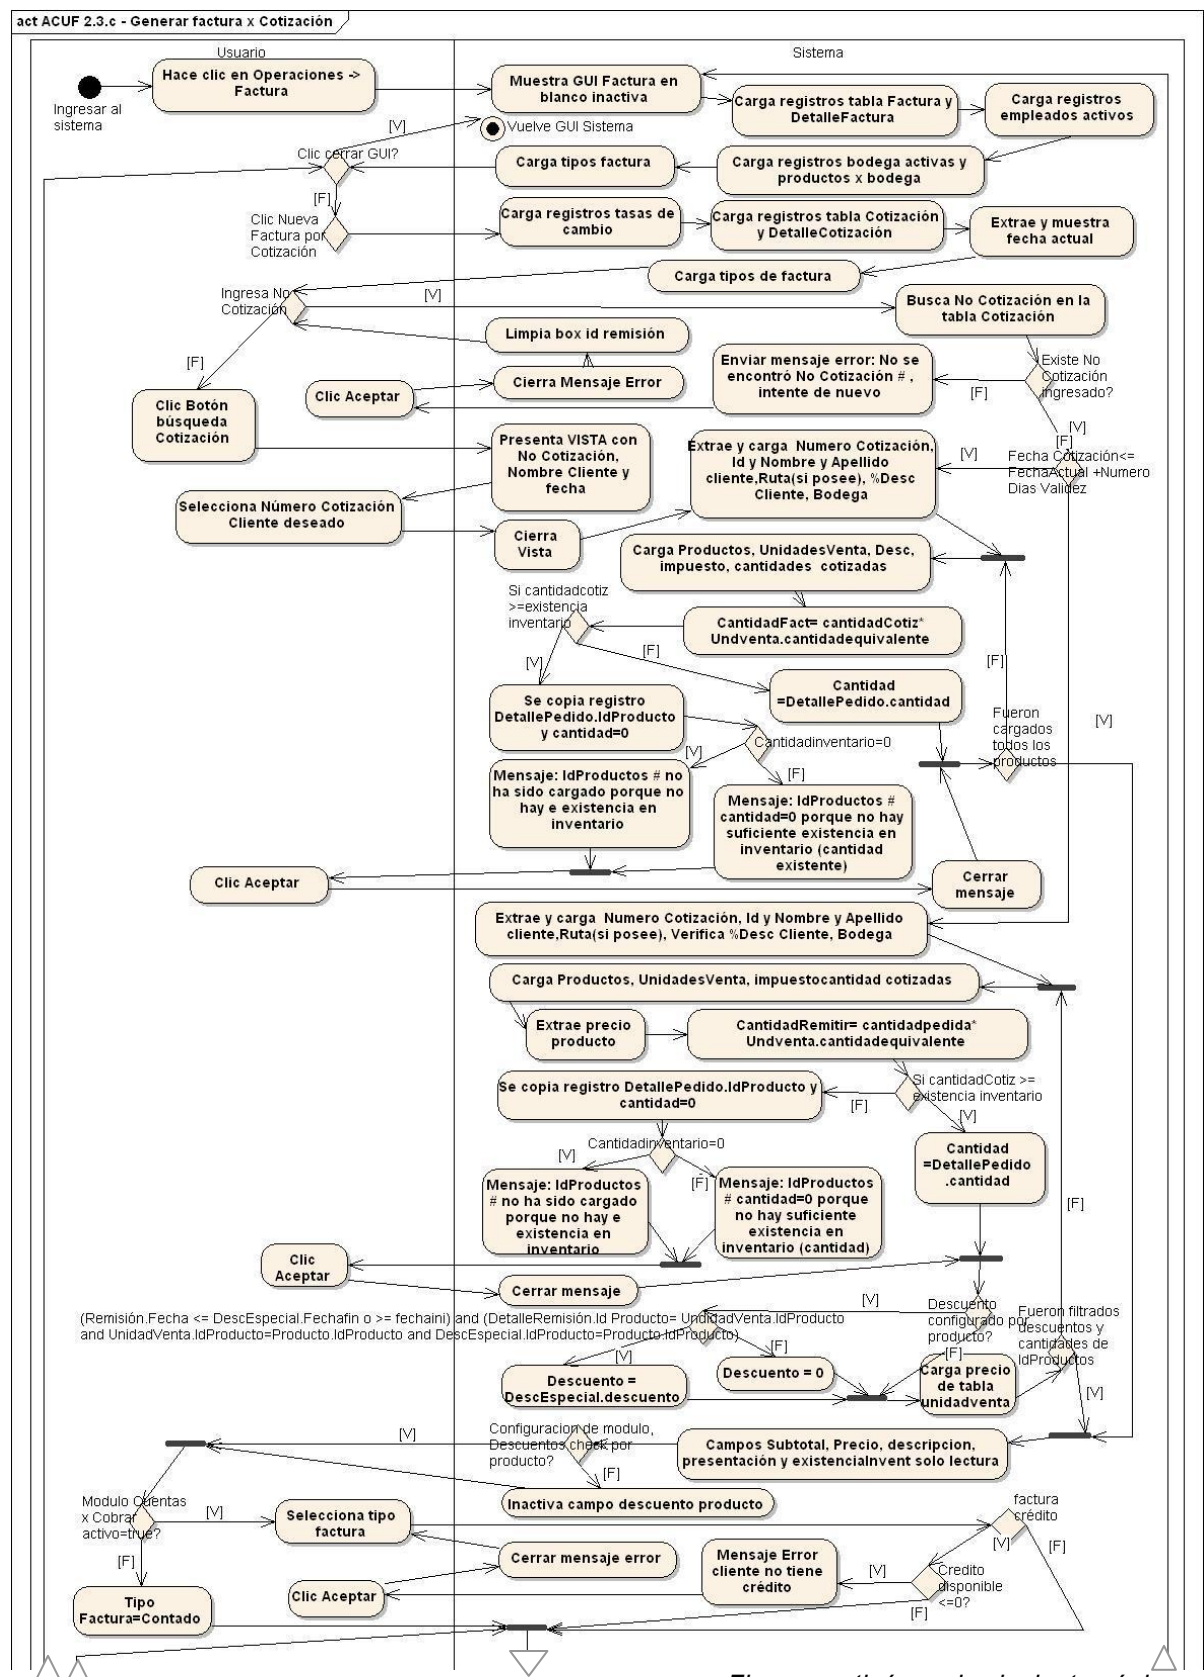 act ACUF 2.3.c - Generar factura x Cotización
Usuario
Sistema
Ingresar al
sistema
Hace clic en Operaciones ->
Factura
Muestra GUI Factura en
blanco inactiva
Carga registros tabla Factura y
DetalleFactura
Carga registros
empleados activos
[V]
Vuelve GUI Sistema
Clic cerrar GUI?
Carga tipos factura
Carga registros bodega activas y
productos x bodega
[F]
Clic Nueva
Factura por
Cotización
Carga registros tasas de
cambio
Carga registros tabla Cotización
y DetalleCotización
Extrae y muestra
fecha actual
Carga tipos de factura
Ingresa No
Cotización
[V]
Busca No Cotización en la
tabla Cotización
Limpia box id remisión
[F]
Enviar mensaje error: No se
encontró No Cotización # ,
intente de nuevo
Existe No
Cotización
ingresado?
[F]
Cierra Mensaje Error
Clic Aceptar
Clic Botón
búsqueda
Cotización
[V]
[F]
Presenta VISTA con
No Cotización,
Nombre Cliente y
fecha
Extrae y carga Numero Cotización,
Id y Nombre y Apellido
cliente,Ruta(si posee), %Desc
Cliente, Bodega
[V]
Fecha Cotización<=
FechaActual +Numero
Dias Validez
Selecciona Número Cotización
Cliente deseado
Cierra
Vista
Carga Productos, UnidadesVenta, Desc,
impuesto, cantidades cotizadas
Si cantidadcotiz
>=existencia
inventario
CantidadFact= cantidadCotiz*
Undventa.cantidadequivalente
[F]
[V]
[F]
Cantidad
=DetallePedido.cantidad
Se copia registro
DetallePedido.IdProducto
y cantidad=0
Fueron
cargados
todos los
productos
[V]
Cantidadinventario=0
[V]
[F]
Mensaje: IdProductos # no
ha sido cargado porque no
hay e existencia en
inventario
Mensaje: IdProductos #
cantidad=0 porque no hay
suficiente existencia en
inventario (cantidad
existente)
Clic Aceptar
Cerrar
mensaje
Extrae y carga Numero Cotización, Id y Nombre y Apellido
cliente,Ruta(si posee), Verifica %Desc Cliente, Bodega
Carga Productos, UnidadesVenta, impuestocantidad cotizadas
Extrae precio
producto
CantidadRemitir= cantidadpedida*
Undventa.cantidadequivalente
Se copia registro DetallePedido.IdProducto y
cantidad=0
[F]
Si cantidadCotiz >=
existencia inventario
[V]
Cantidadinventario=0
[V]
[F]
Cantidad
=DetallePedido
.cantidad
Mensaje: IdProductos
# no ha sido cargado
porque no hay e
existencia en
inventario
Mensaje: IdProductos
# cantidad=0 porque
no hay suficiente
existencia en
inventario (cantidad)
[F]
Clic
Aceptar
Cerrar mensaje
[V]
Descuento
configurado por
producto?
Fueron filtrados
descuentos y
cantidades de
IdProductos
(Remisión.Fecha <= DescEspecial.Fechafin o >= fechaini) and (DetalleRemisión.Id Producto= UndidadVenta.IdProducto
and UnidadVenta.IdProducto=Producto.IdProducto and DescEspecial.IdProducto=Producto.IdProducto)
[V]
[F]
[F]
Descuento =
DescEspecial.descuento
Descuento = 0
Carga precio
de tabla
unidadventa
[V]
Configuracion de modulo,
Descuentos check por
producto?
[V]
Campos Subtotal, Precio, descripcion,
presentación y existenciaInvent solo lectura
[F]
Inactiva campo descuento producto
Modulo Cuentas
x Cobrar
activo=true?
[V]
Selecciona tipo
factura
factura
crédito
[V]
[F]
[F]
Cerrar mensaje error
Mensaje Error
cliente no tiene
crédito
[V]
Credito
disponible
<=0?
[F]
Clic Aceptar
Tipo
Factura=Contado